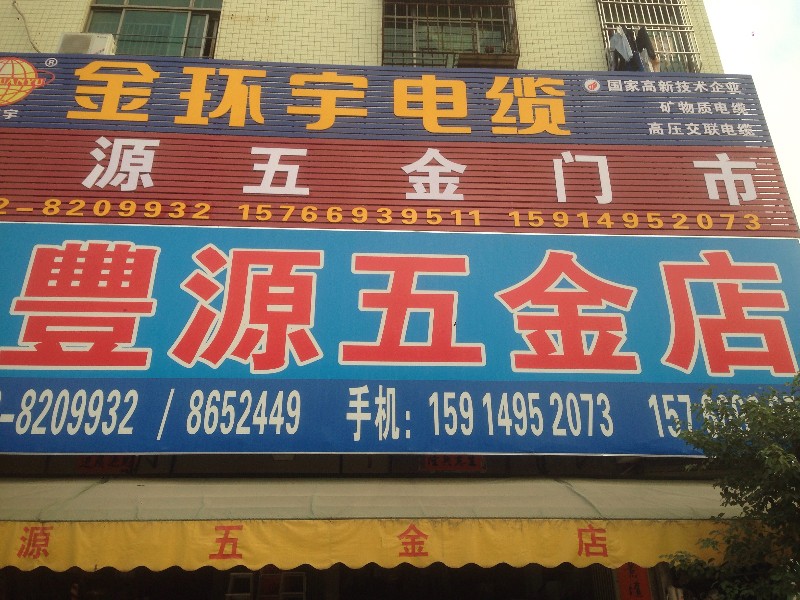 金环宇电缆
国家高新技术企业
矿物质电缆
高压交联电缆
源五金门市
2-8209932 15766939511 15914952073
豐源五金店
-8209932 / 8652449 手机: 159 1495 2073 157
源五金店